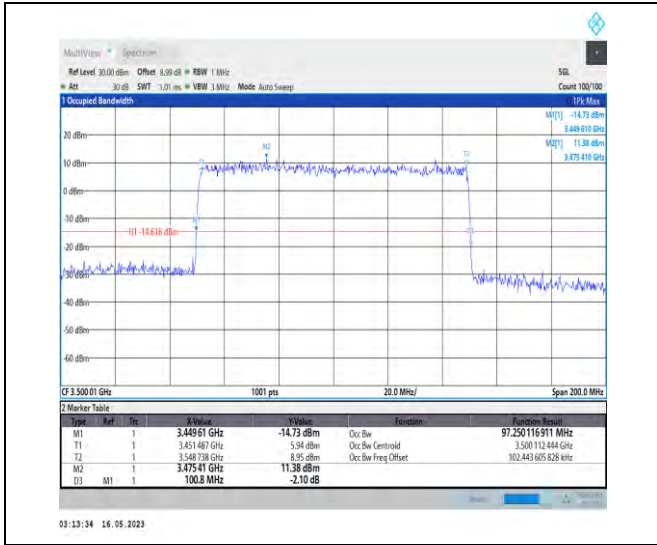 MultiView Spectrum
Ref Level 30.00 dBm Offset 8.99 dB RBW 1 MHz SGL
Att 30 dB SWT 1.01 ms VBW 3 MHz Mode Auto Sweep Count 100/100
1 Occupied Bandwidth 1Pk Max
M1[1] -14.73 dBm
3.449 610 GHz
M2[1] 11.38 dBm
3.475 410 GHz
20 dBm
M2
T2
10 dBm
0 dBm
-10 dBm
H1 -14.616 dBm
-20 dBm
-30 dBm
-40 dBm
-50 dBm
-60 dBm
CF 3.500 01 GHz 1001 pts 20.0 MHz/ Span 200.0 MHz
2 Marker Table
Type Ref Trc X-Value Y-Value Function Function Result
M1 1 3.449 61 GHz -14.73 dBm Occ Bw 97.250 116 911 MHz
T1 1 3.451 487 GHz 5.94 dBm Occ Bw Centroid 3.500 112 444 GHz
T2 1 3.548 738 GHz 8.95 dBm Occ Bw Freq Offset 102.443 605 828 kHz
M2 1 3.475 41 GHz 11.38 dBm
D3 M1 1 100.8 MHz -2.10 dB
03:13:34 16.05.2023